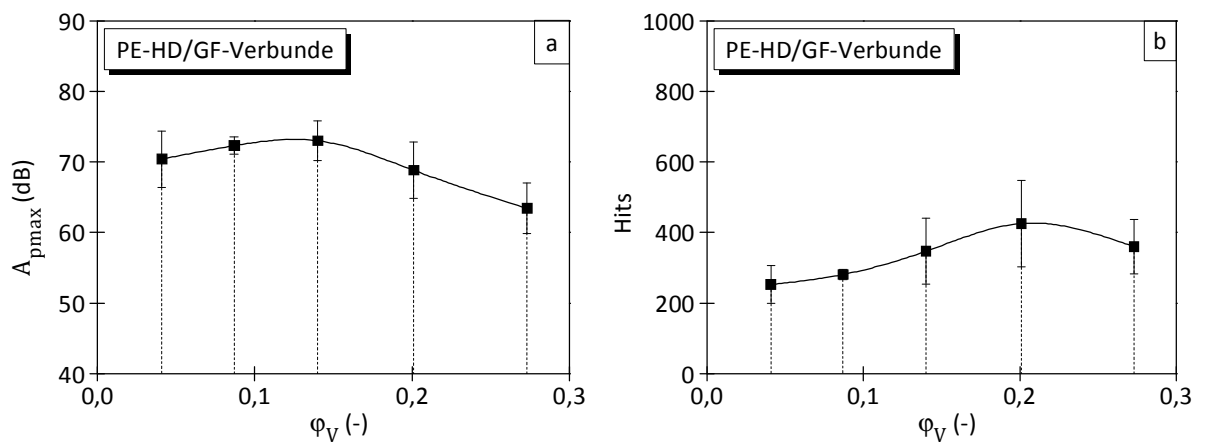 PE-HD/GF-Verbunde
a
90
80
70
60
50
40
0,0
0,1
0,2
0,3
A_pmax (dB)
φ_V (-)
PE-HD/GF-Verbunde
b
1000
800
600
400
200
0
0,0
0,1
0,2
0,3
Hits
φ_V (-)